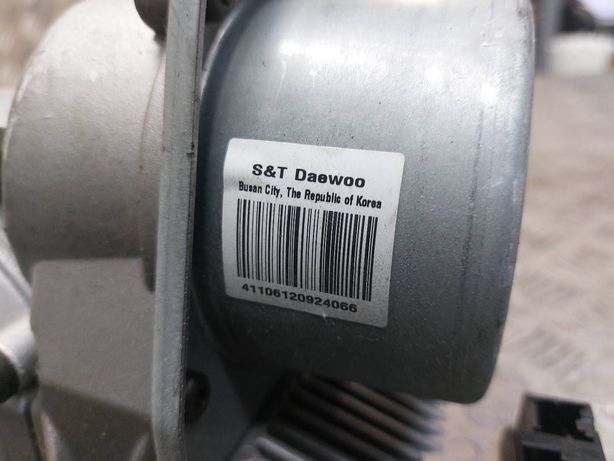 S&T Daewoo
Busan City, The Republic of Korea
41106120924066